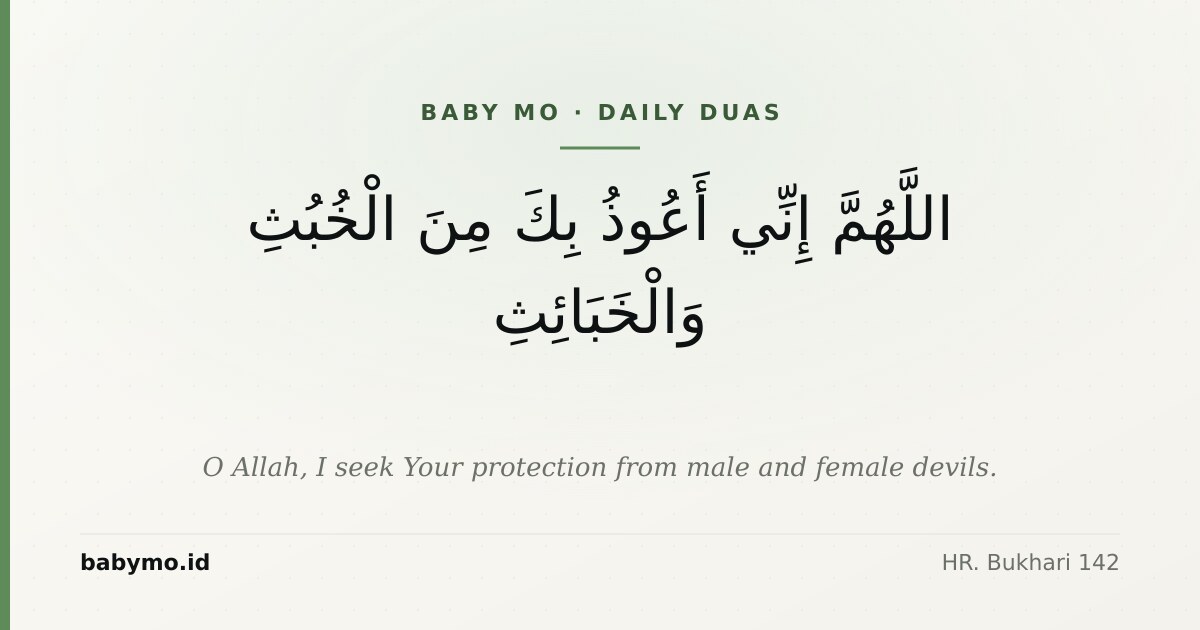 BABY MO · DAILY DUAS
اللَّهُمَّ إِنِّي أَعُوذُ بِكَ مِنَ الْخُبُثِ
وَالْخَبَائِثِ
O Allah, I seek Your protection from male and female devils.
babymo.id
HR. Bukhari 142